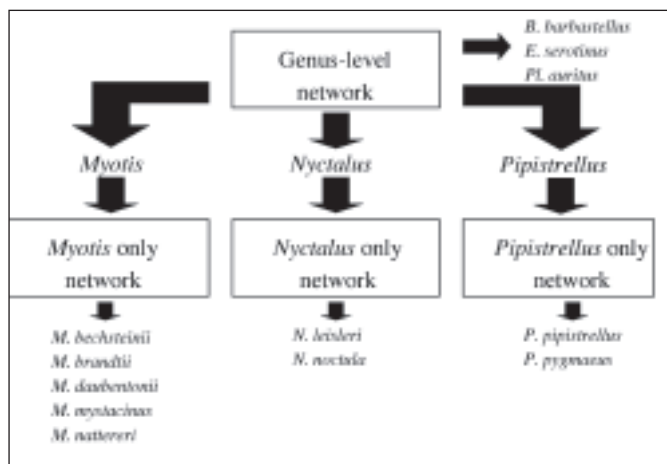 Genus-level
network
B. barbastellus
E. serotinus
Pl. auritus
Myotis
Nyctalus
Pipistrellus
Myotis only
network
Nyctalus only
network
Pipistrellus only
network
M. bechsteinii
M. brandtii
M. daubentonii
M. mystacinus
M. nattereri
N. leisleri
N. noctula
P. pipistrellus
P. pygmaeus